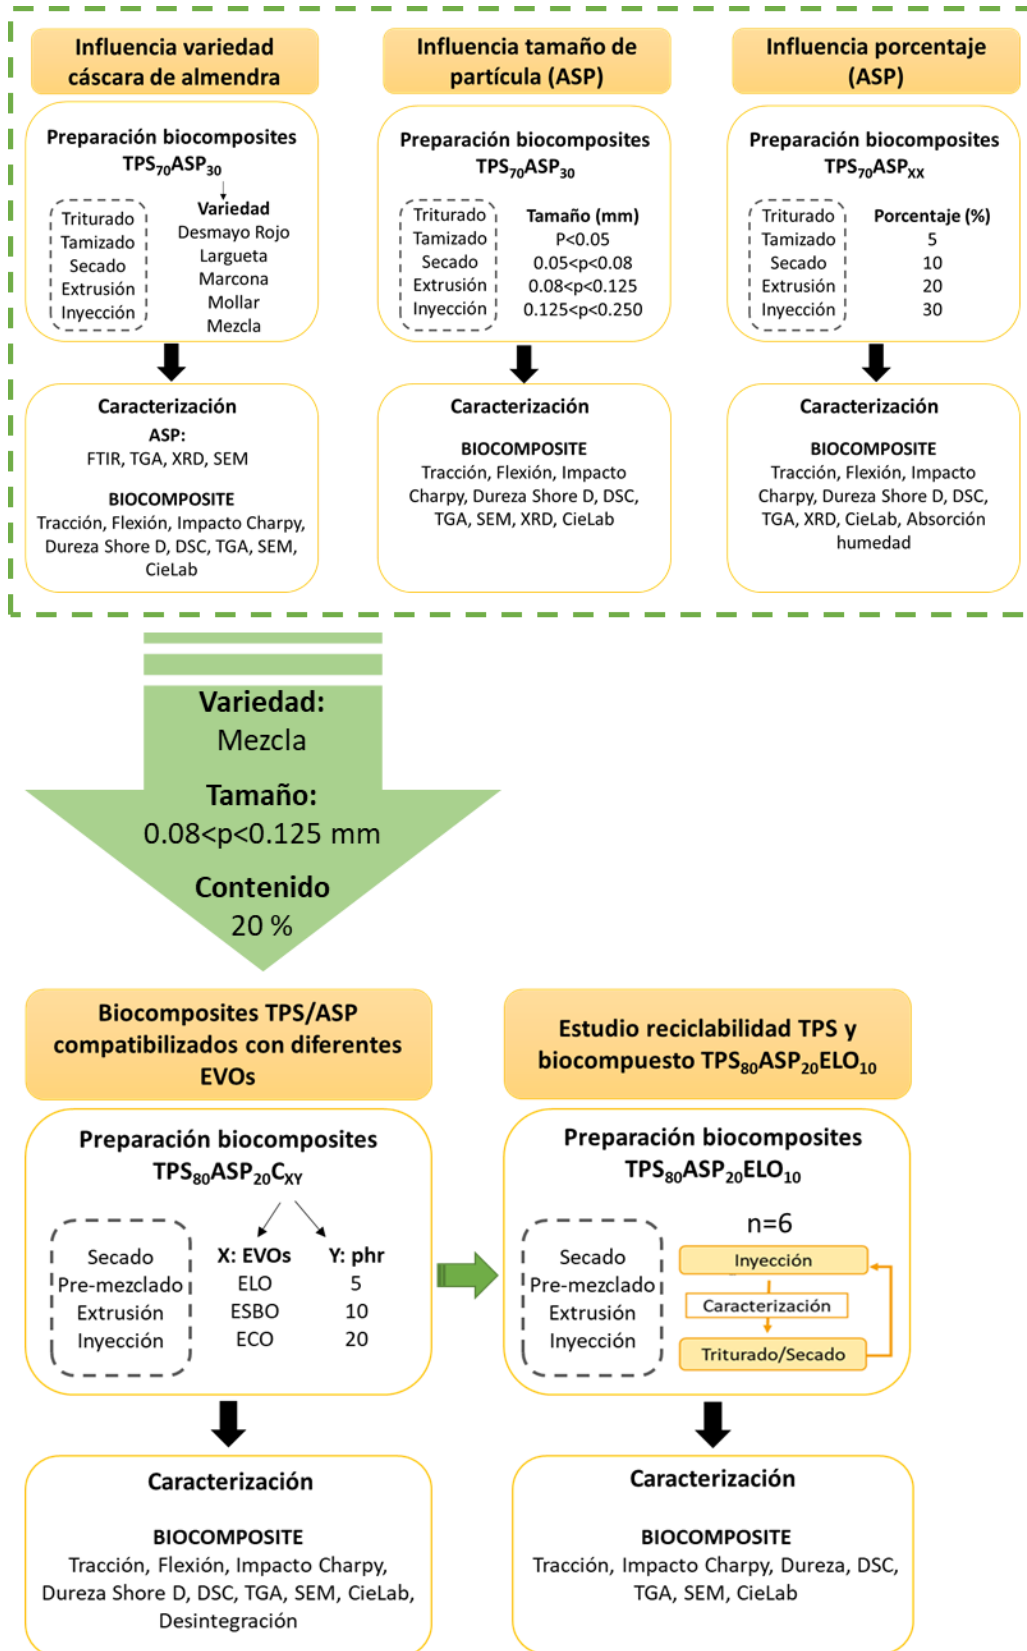 Influencia variedad
cáscara de almendra
Preparación biocomposites
TPS₇₀ASP₃₀
Triturado
Tamizado
Secado
Extrusión
Inyección
Variedad
Desmayo Rojo
Largueta
Marcona
Mollar
Mezcla
Caracterización
ASP:
FTIR, TGA, XRD, SEM
BIOCOMPOSITE
Tracción, Flexión, Impacto Charpy,
Dureza Shore D, DSC, TGA, SEM,
CieLab
Influencia tamaño de
partícula (ASP)
Preparación biocomposites
TPS₇₀ASP₃₀
Triturado
Tamizado
Secado
Extrusión
Inyección
Tamaño (mm)
P<0.05
0.05<p<0.08
0.08<p<0.125
0.125<p<0.250
Caracterización
BIOCOMPOSITE
Tracción, Flexión, Impacto
Charpy, Dureza Shore D, DSC,
TGA, SEM, XRD, CieLab
Influencia porcentaje
(ASP)
Preparación biocomposites
TPS₇₀ASP_XX
Triturado
Tamizado
Secado
Extrusión
Inyección
Porcentaje (%)
5
10
20
30
Caracterización
BIOCOMPOSITE
Tracción, Flexión, Impacto
Charpy, Dureza Shore D, DSC,
TGA, XRD, CieLab, Absorción
humedad
Variedad:
Mezcla
Tamaño:
0.08<p<0.125 mm
Contenido
20 %
Biocomposites TPS/ASP
compatibilizados con diferentes
EVOs
Preparación biocomposites
TPS₈₀ASP₂₀C_XY
Secado
Pre-mezclado
Extrusión
Inyección
X: EVOs
ELO
ESBO
ECO
Y: phr
5
10
20
Caracterización
BIOCOMPOSITE
Tracción, Flexión, Impacto Charpy,
Dureza Shore D, DSC, TGA, SEM, CieLab,
Desintegración
Estudio reciclabilidad TPS y
biocompuesto TPS₈₀ASP₂₀ELO₁₀
Preparación biocomposites
TPS₈₀ASP₂₀ELO₁₀
Secado
Pre-mezclado
Extrusión
Inyección
n=6
Inyección
Caracterización
Triturado/Secado
Caracterización
BIOCOMPOSITE
Tracción, Impacto Charpy, Dureza, DSC,
TGA, SEM, CieLab